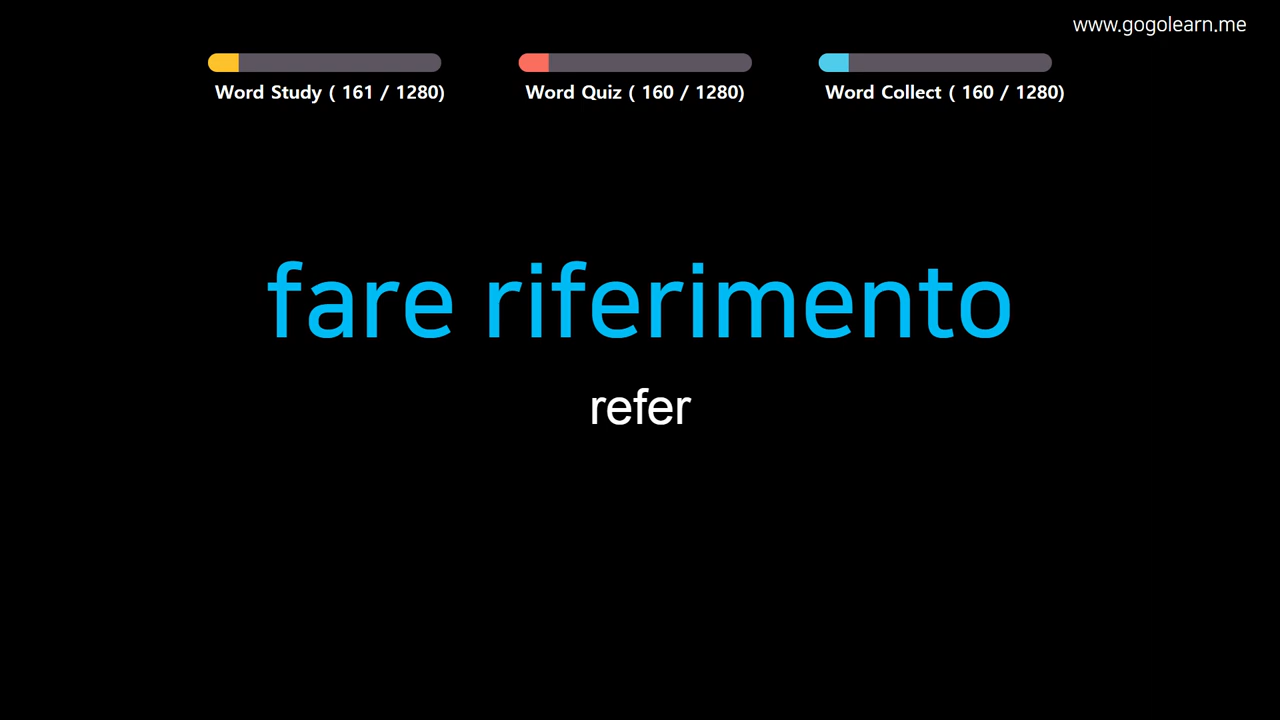 www.gogolearn.me
Word Study ( 161 / 1280)
Word Quiz ( 160 / 1280)
Word Collect ( 160 / 1280)
fare riferimento
refer